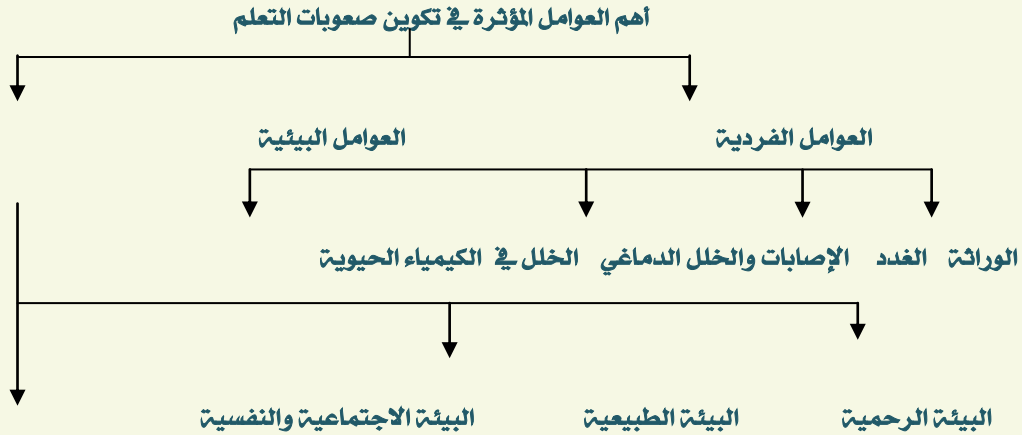 أهم العوامل المؤثرة في تكوين صعوبات التعلم
العوامل الفردية العوامل البيئية
الوراثة الغدد الإصابات والخلل الدماغي الخلل في الكيمياء الحيوية
البيئة الرحمية البيئة الطبيعية البيئة الاجتماعية والنفسية